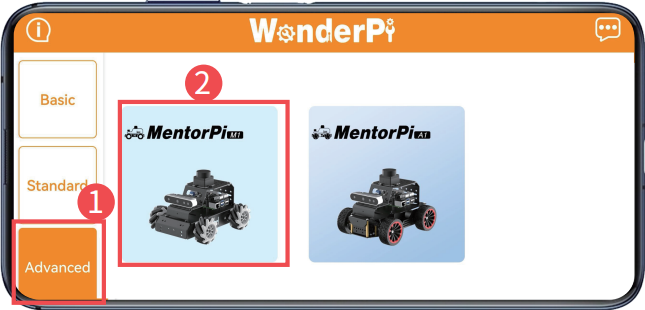 WonderPi
Basic
Standard
Advanced
1
2
MentorPi M1
MentorPi A1